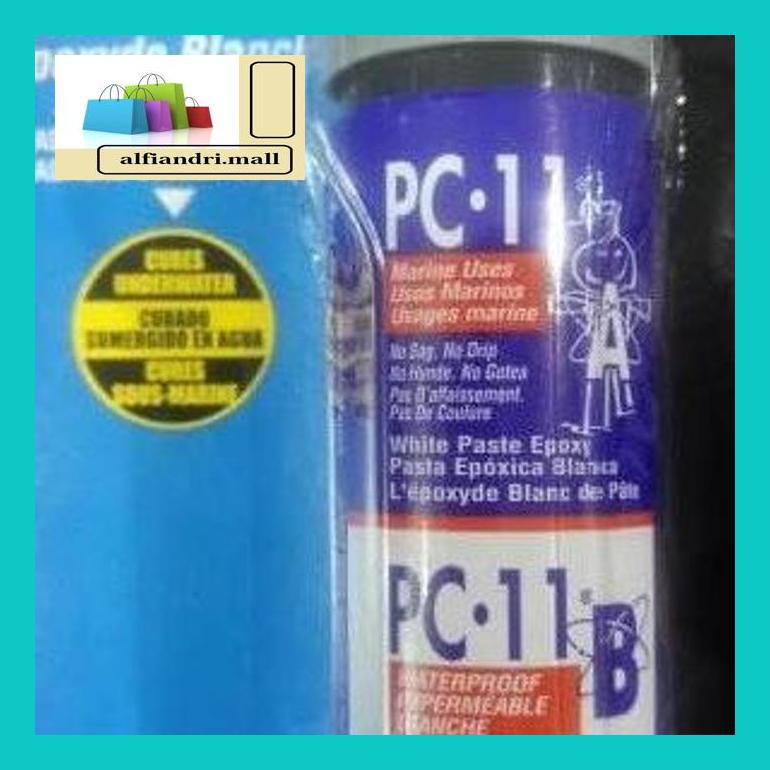 Blanc
alfiandri.mall
CURES
UNDERWATER
CURADO
SUMERGIDO EN AGUA
CURES
SOUS-MARINE
PC·11
Marine Uses
Usos Marinos
Usages marine
A
No Sag, No Drip
No Hunde, No Gotea
Pas D'affaissement,
Pas De Coulure
White Paste Epoxy
Pasta Epóxica Blanca
L'époxyde Blanc de Pâte
PC·11®
B
WATERPROOF
IMPERMÉABLE